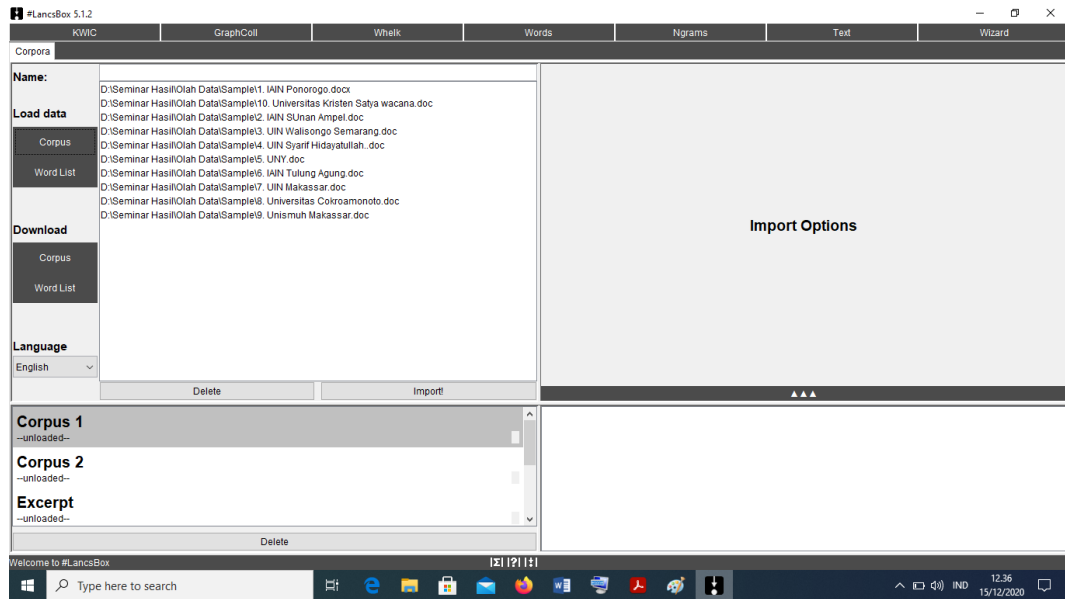 #LancsBox 5.1.2
KWIC GraphColl Whelk Words Ngrams Text Wizard
Corpora
Name:
D:\Seminar Hasil\Olah Data\Sample\1. IAIN Ponorogo.docx
D:\Seminar Hasil\Olah Data\Sample\10. Universitas Kristen Satya wacana.doc
D:\Seminar Hasil\Olah Data\Sample\2. IAIN SUnan Ampel.doc
D:\Seminar Hasil\Olah Data\Sample\3. UIN Walisongo Semarang.doc
D:\Seminar Hasil\Olah Data\Sample\4. UIN Syarif Hidayatullah..doc
D:\Seminar Hasil\Olah Data\Sample\5. UNY.doc
D:\Seminar Hasil\Olah Data\Sample\6. IAIN Tulung Agung.doc
D:\Seminar Hasil\Olah Data\Sample\7. UIN Makassar.doc
D:\Seminar Hasil\Olah Data\Sample\8. Universitas Cokroamonoto.doc
D:\Seminar Hasil\Olah Data\Sample\9. Unismuh Makassar.doc
Load data
Corpus
Word List
Download
Corpus
Word List
Language
English
Delete Import!
Import Options
▲▲▲
Corpus 1
--unloaded--
Corpus 2
--unloaded--
Excerpt
--unloaded--
Delete
Welcome to #LancsBox |Σ| |?| |‡|
Type here to search
IND
12.36
15/12/2020